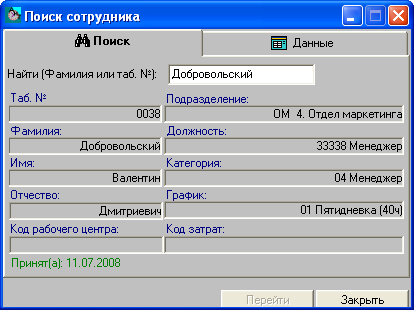 Поиск сотрудника
Поиск Данные
Найти (Фамилия или таб. №): Добровольский
Таб. № Подразделение:
0038 ОМ 4. Отдел маркетинга
Фамилия: Должность:
Добровольский 33338 Менеджер
Имя: Категория:
Валентин 04 Менеджер
Отчество: График:
Дмитриевич 01 Пятидневка (40ч)
Код рабочего центра: Код затрат:
Принят(а): 11.07.2008
Перейти Закрыть